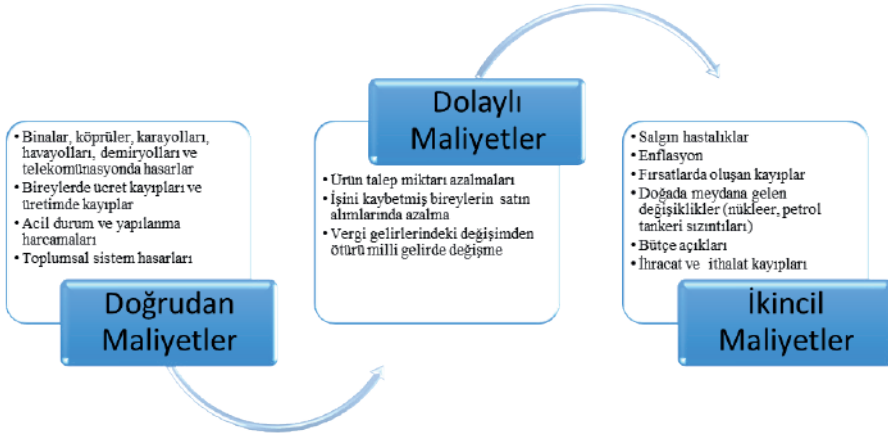 • Binalar, köprüler, karayolları,
havayolları, demiryolları ve
telekomünasyonda hasarlar
• Bireylerde ücret kayıpları ve
üretimde kayıplar
• Acil durum ve yapılanma
harcamaları
• Toplumsal sistem hasarları
Doğrudan
Maliyetler
Dolaylı
Maliyetler
• Ürün talep miktarı azalmaları
• İşini kaybetmiş bireylerin satın
alımlarında azalma
• Vergi gelirlerindeki değişimden
ötürü milli gelirde değişme
• Salgın hastalıklar
• Enflasyon
• Fırsatlarda oluşan kayıplar
• Doğada meydana gelen
değişiklikler (nükleer, petrol
tankeri sızıntıları)
• Bütçe açıkları
• İhracat ve ithalat kayıpları
İkincil
Maliyetler